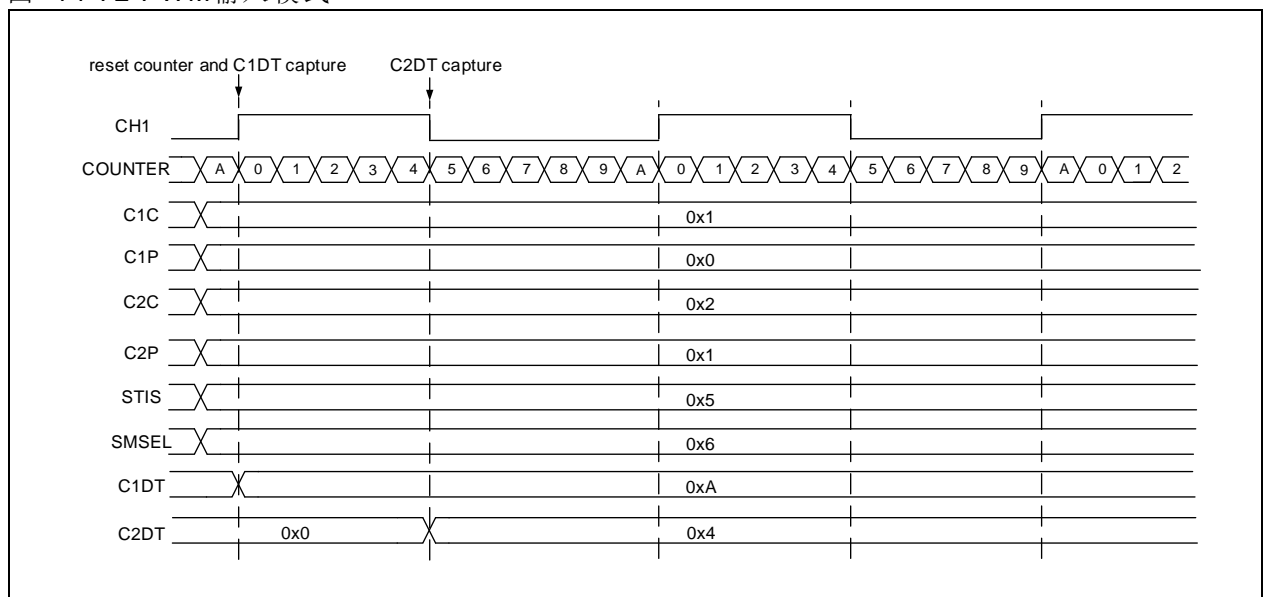 reset counter and C1DT capture C2DT capture
CH1
COUNTER A 0 1 2 3 4 5 6 7 8 9 A 0 1 2 3 4 5 6 7 8 9 A 0 1 2
C1C 0x1
C1P 0x0
C2C 0x2
C2P 0x1
STIS 0x5
SMSEL 0x6
C1DT 0xA
C2DT 0x0 0x4